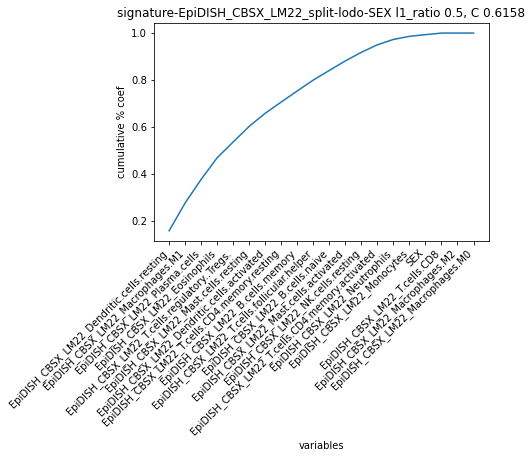 signature-EpiDISH_CBSX_LM22_split-lodo-SEX l1_ratio 0.5, C 0.6158
cumulative % coef
1.0
0.8
0.6
0.4
0.2
EpiDISH_CBSX_LM22_Dendritic.cells.resting
EpiDISH_CBSX_LM22_Macrophages.M1
EpiDISH_CBSX_LM22_Plasma.cells
EpiDISH_CBSX_LM22_Eosinophils
EpiDISH_CBSX_LM22_T.cells.regulatory..Tregs.
EpiDISH_CBSX_LM22_Mast.cells.resting
EpiDISH_CBSX_LM22_Dendritic.cells.activated
EpiDISH_CBSX_LM22_T.cells.CD4.memory.resting
EpiDISH_CBSX_LM22_B.cells.memory
EpiDISH_CBSX_LM22_T.cells.follicular.helper
EpiDISH_CBSX_LM22_B.cells.naive
EpiDISH_CBSX_LM22_Mast.cells.activated
EpiDISH_CBSX_LM22_NK.cells.resting
EpiDISH_CBSX_LM22_T.cells.CD4.memory.activated
EpiDISH_CBSX_LM22_Neutrophils
EpiDISH_CBSX_LM22_Monocytes
SEX
EpiDISH_CBSX_LM22_T.cells.CD8
EpiDISH_CBSX_LM22_Macrophages.M2
EpiDISH_CBSX_LM22_Macrophages.M0
variables